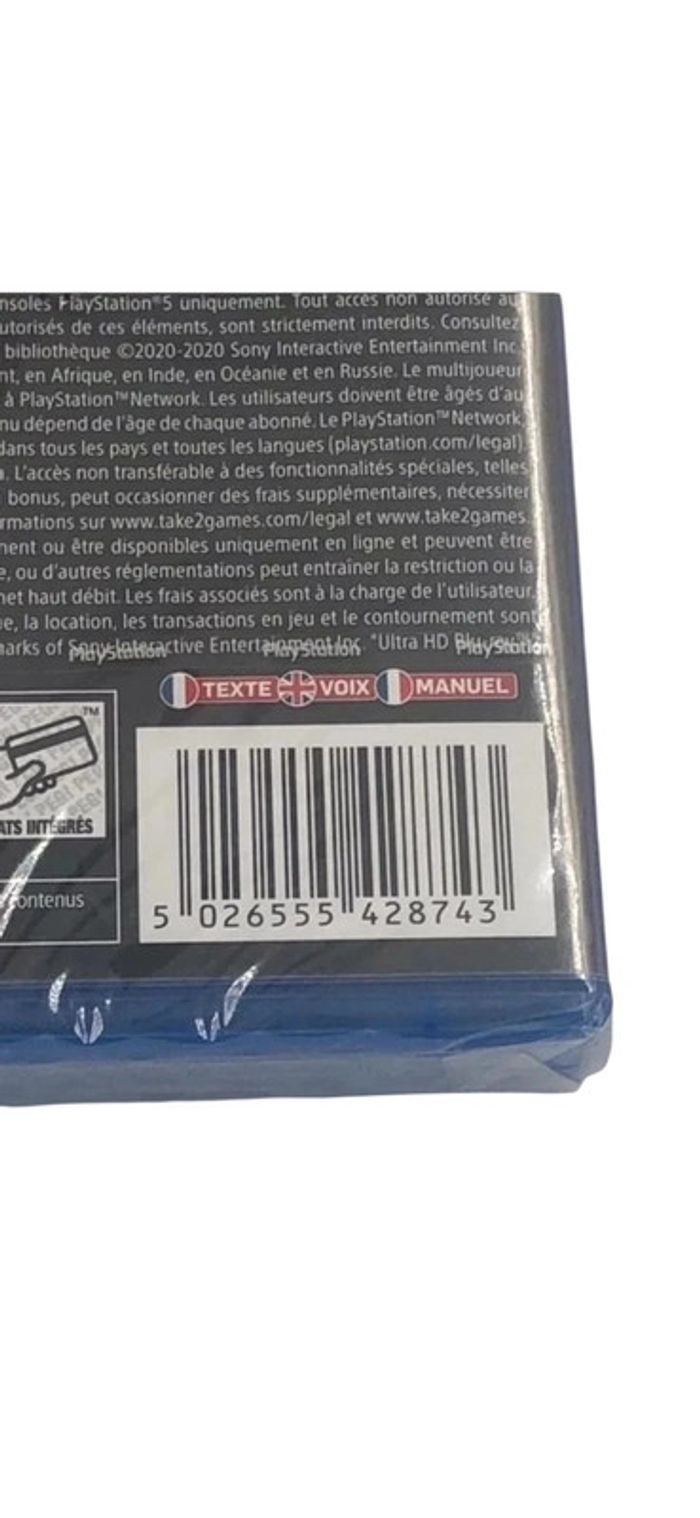 nsoles PlayStation®5 uniquement. Tout accès non autorisé au
utorisés de ces éléments, sont strictement interdits. Consultez
bibliothèque ©2020-2020 Sony Interactive Entertainment Inc.
nt, en Afrique, en Inde, en Océanie et en Russie. Le multijoueur
à PlayStation™Network. Les utilisateurs doivent être âgés d'au
nu dépend de l'âge de chaque abonné. Le PlayStation™Network,
dans tous les pays et toutes les langues (playstation.com/legal)
. L'accès non transférable à des fonctionnalités spéciales, telles
bonus, peut occasionner des frais supplémentaires, nécessiter
rmations sur www.take2games.com/legal et www.take2games.
ment ou être disponibles uniquement en ligne et peuvent être
e, ou d'autres réglementations peut entraîner la restriction ou la
net haut débit. Les frais associés sont à la charge de l'utilisateur.
e, la location, les transactions en jeu et le contournement sont
marks of Sony Interactive Entertainment Inc. "Ultra HD Blu-ray™"
PlayStation PlayStation PlayStation
TEXTE VOIX MANUEL
TM
PEGI
ATS INTÉGRÉS
contenus
5 026555 428743